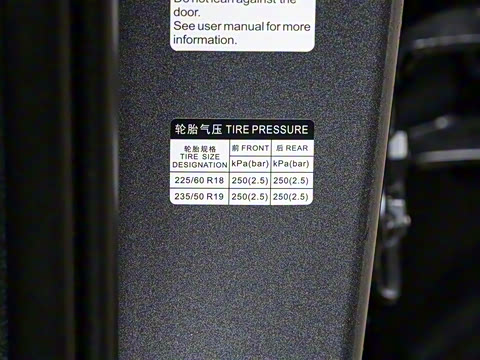 Do not lean against the
door.
See user manual for more
information.
轮胎气压 TIRE PRESSURE
轮胎规格 TIRE SIZE DESIGNATION 前 FRONT kPa(bar) 后 REAR kPa(bar)
225/60 R18 250(2.5) 250(2.5)
235/50 R19 250(2.5) 250(2.5)